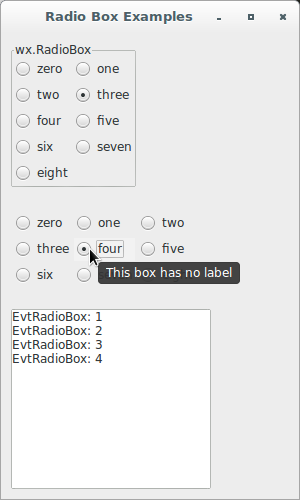 Radio Box Examples
wx.RadioBox
zero one
two three
four five
six seven
eight
zero one two
three four five
six
This box has no label
EvtRadioBox: 1
EvtRadioBox: 2
EvtRadioBox: 3
EvtRadioBox: 4